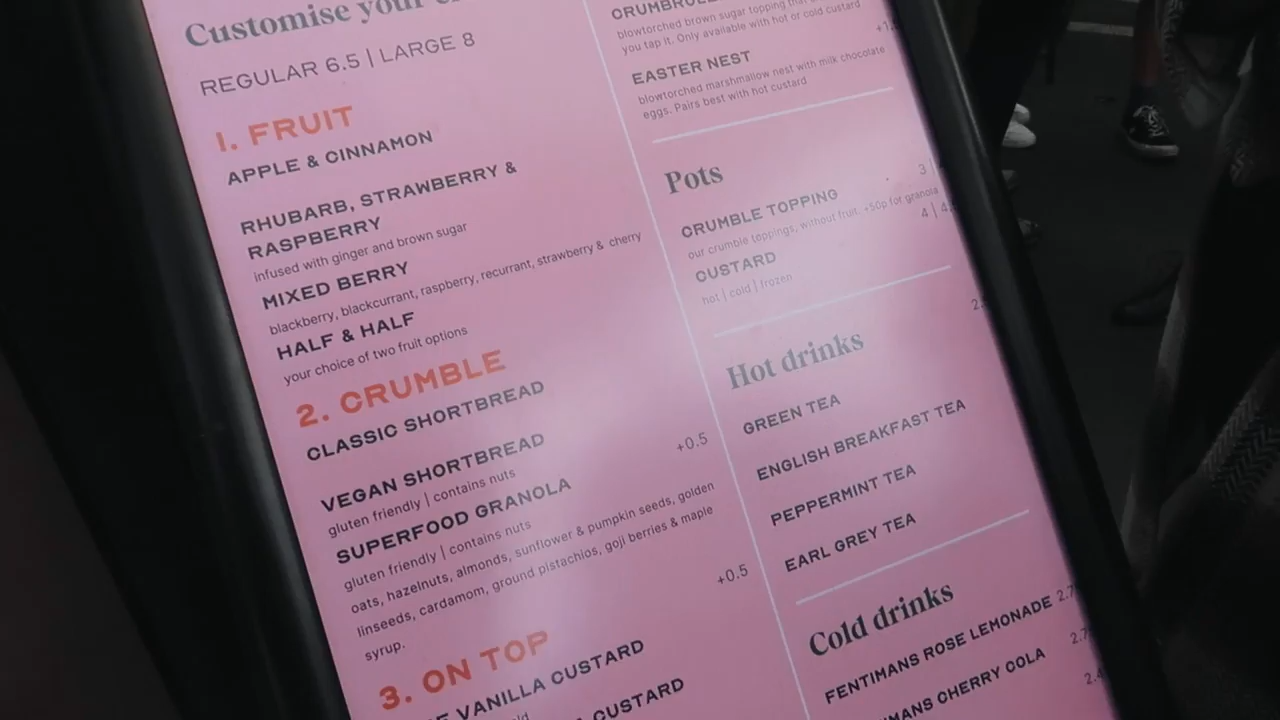 Customise your
REGULAR 6.5 | LARGE 8
1. FRUIT
APPLE & CINNAMON
RHUBARB, STRAWBERRY &
RASPBERRY
infused with ginger and brown sugar
MIXED BERRY
blackberry, blackcurrant, raspberry, recurrant, strawberry & cherry
HALF & HALF
your choice of two fruit options
2. CRUMBLE
CLASSIC SHORTBREAD
VEGAN SHORTBREAD +0.5
gluten friendly | contains nuts
SUPERFOOD GRANOLA
gluten friendly | contains nuts
oats, hazelnuts, almonds, sunflower & pumpkin seeds, golden
linseeds, cardamom, ground pistachios, goji berries & maple
syrup.
+0.5
3. ON TOP
VANILLA CUSTARD
CUSTARD
blowtorched brown sugar topping
you tap it. Only available with hot or cold custard
EASTER NEST
blowtorched marshmallow nest with milk chocolate
eggs. Pairs best with hot custard
Pots
CRUMBLE TOPPING 3 |
our crumble toppings, without fruit. +50p for granola
CUSTARD 4 |
hot | cold | frozen
Hot drinks
GREEN TEA
ENGLISH BREAKFAST TEA
PEPPERMINT TEA
EARL GREY TEA
Cold drinks
FENTIMANS ROSE LEMONADE
CHERRY COLA